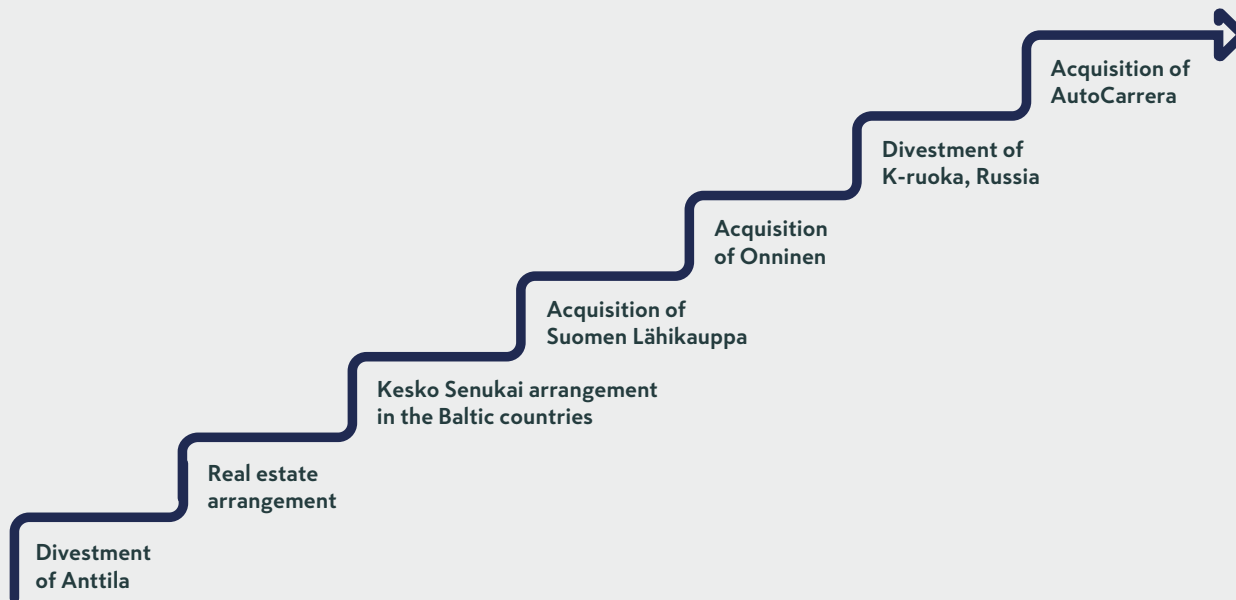 Acquisition of
AutoCarrera
Divestment of
K-ruoka, Russia
Acquisition
of Onninen
Acquisition of
Suomen Lähikauppa
Kesko Senukai arrangement
in the Baltic countries
Real estate
arrangement
Divestment
of Anttila